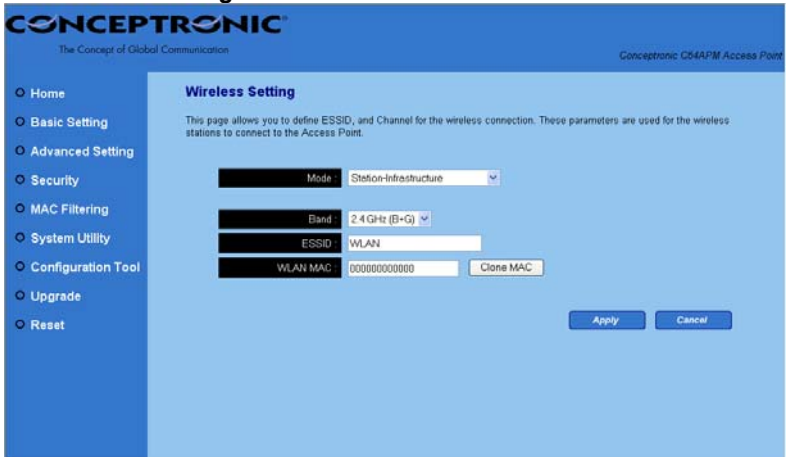 CONCEPTRONIC
The Concept of Global Communication
Conceptronic C54APM Access Point
Home
Basic Setting
Advanced Setting
Security
MAC Filtering
System Utility
Configuration Tool
Upgrade
Reset
Wireless Setting
This page allows you to define ESSID, and Channel for the wireless connection. These parameters are used for the wireless
stations to connect to the Access Point.
Mode : Station-Infrastructure
Band : 2.4 GHz (B+G)
ESSID : WLAN
WLAN MAC : 000000000000 Clone MAC
Apply Cancel